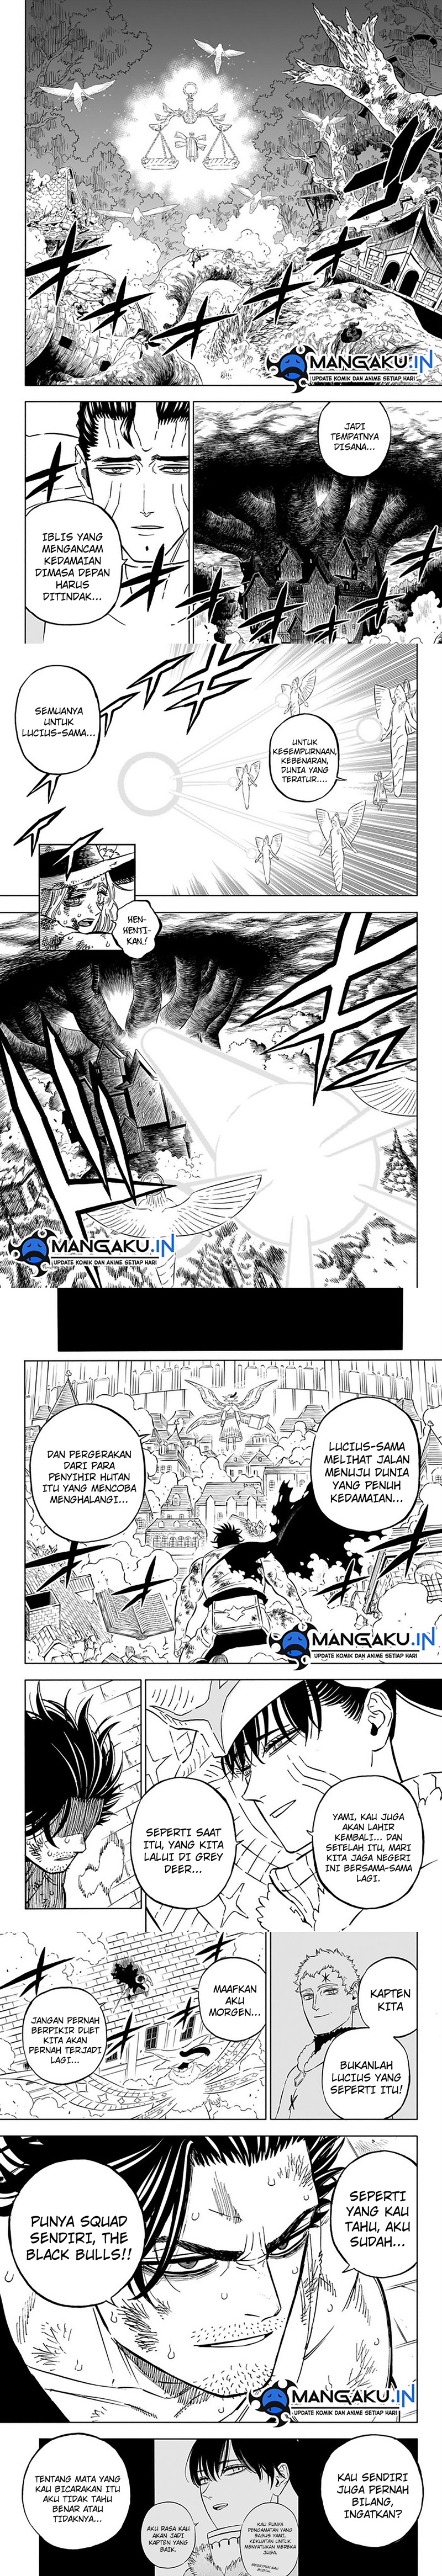 MANGAKU.IN
UPDATE KOMIK DAN ANIME SETIAP HARI
JADI
TEMPATNYA
DISANA...
IBLIS YANG
MENGANCAM
KEDAMAIAN
DIMASA DEPAN
HARUS
DITINDAK...
UNTUK
KESEMPURNAAN,
KEBENARAN,
DUNIA YANG
TERATUR....
SEMUANYA
UNTUK
LUCIUS-SAMA...
HEN-
HENTI-
KAN..!
MANGAKU.IN
UPDATE KOMIK DAN ANIME SETIAP HARI
LUCIUS-SAMA
MELIHAT JALAN
MENUJU DUNIA
YANG PENUH
KEDAMAIAN...
DAN PERGERAKAN
DARI PARA
PENYIHIR HUTAN
ITU YANG MENCOBA
MENGHALANGI...
MANGAKU.IN
UPDATE KOMIK DAN ANIME SETIAP HARI
YAMI, KAU JUGA
AKAN LAHIR
KEMBALI... DAN
SETELAH ITU, MARI
KITA JAGA NEGERI
INI BERSAMA-SAMA
LAGI.
SEPERTI SAAT
ITU, YANG KITA
LALUI DI GREY
DEER...
KAPTEN
KITA
BUKANLAH
LUCIUS YANG
SEPERTI ITU!
MAAFKAN
AKU
MORGEN...
JANGAN PERNAH
BERPIKIR DUET
KITA AKAN
PERNAH TERJADI
LAGI...
SEPERTI
YANG KAU
TAHU, AKU
SUDAH...
PUNYA SQUAD
SENDIRI, THE
BLACK BULLS!!
MANGAKU.IN
UPDATE KOMIK DAN ANIME SETIAP HARI
KAU SENDIRI
JUGA PERNAH
BILANG,
INGATKAN?
KAU PUNYA
PENGAMATAN YANG
BAGUS YAMI,
KEKUATAN UNTUK
MENYATUKAN MEREKA
JUGA.
AKU RASA KAU
AKAN JADI
KAPTEN YANG
BAIK.
TENTANG MATA YANG
KAU BICARAKAN ITU
AKU TIDAK TAHU
BENAR ATAU
TIDAKNYA...